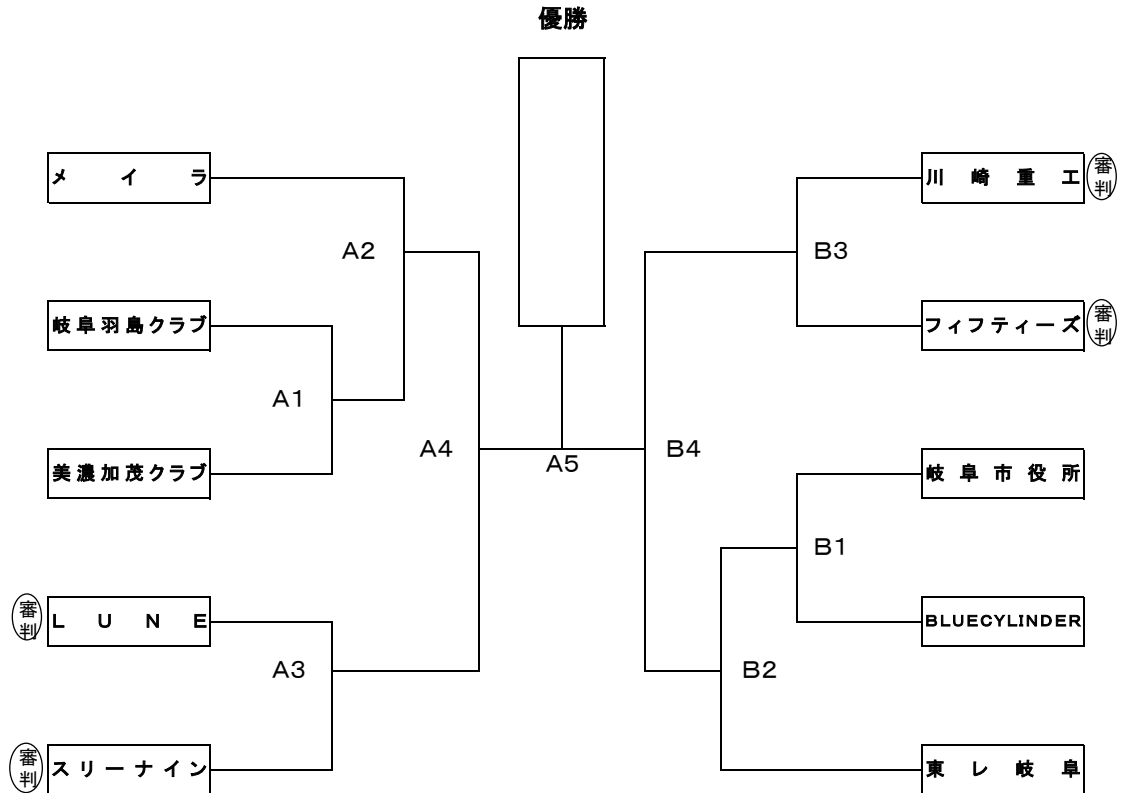 優勝
メイラ
岐阜羽島クラブ
美濃加茂クラブ
審判
LUNE
審判
スリーナイン
A2
A1
A4
A3
A5
B4
B3
B1
B2
川崎重工
審判
フィフティーズ
審判
岐阜市役所
BLUECYLINDER
東レ岐阜